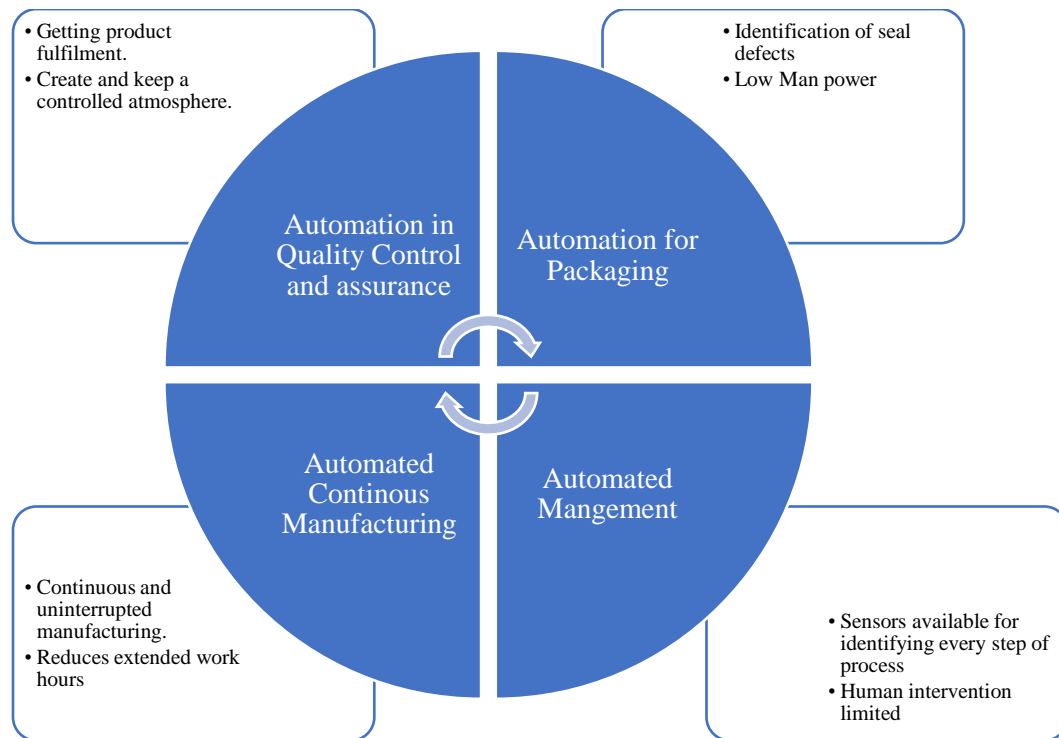 • Getting product
fulfilment.
• Create and keep a
controlled atmosphere.
• Identification of seal
defects
• Low Man power
Automation in
Quality Control
and assurance
Automation for
Packaging
Automated
Continous
Manufacturing
Automated
Mangement
• Continuous and
uninterrupted
manufacturing.
• Reduces extended work
hours
• Sensors available for
identifying every step of
process
• Human intervention
limited